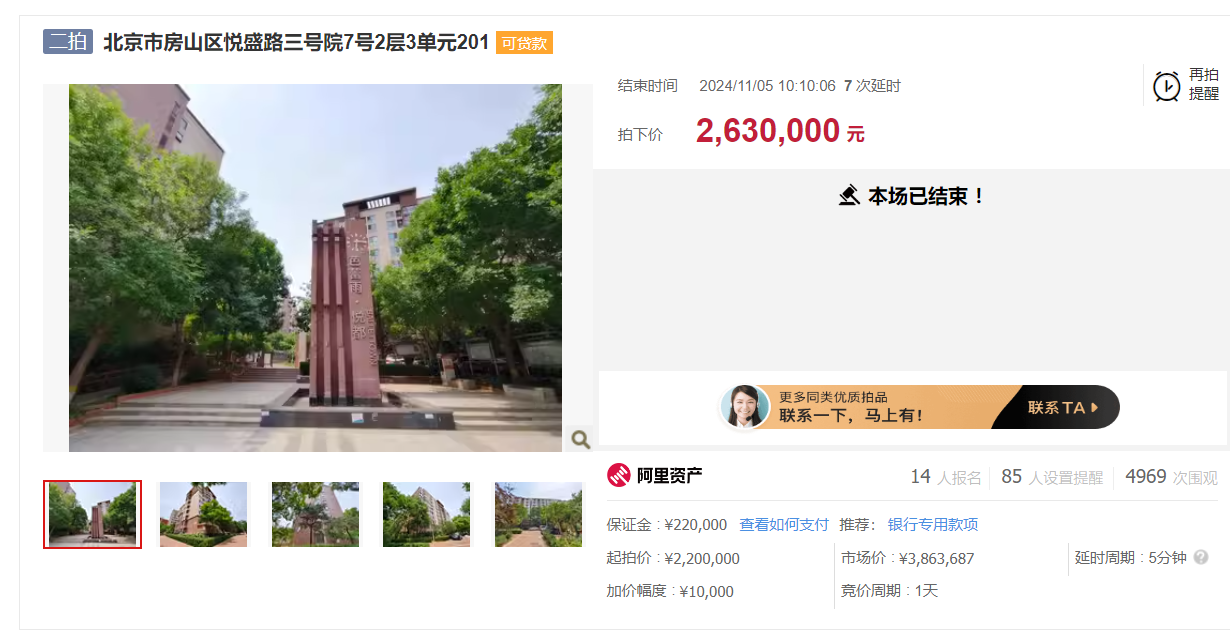 二拍 北京市房山区悦盛路三号院7号2层3单元201 可贷款
结束时间 2024/11/05 10:10:06 7 次延时
再拍
提醒
拍下价 2,630,000 元
本场已结束！
更多同类优质拍品
联系一下，马上有！
联系TA
阿里资产
14 人报名 85 人设置提醒 4969 次围观
保证金 : ¥220,000 查看如何支付 推荐： 银行专用款项
起拍价 : ¥2,200,000 市场价 : ¥3,863,687 延时周期 : 5分钟 ?
加价幅度 : ¥10,000 竞价周期 : 1天